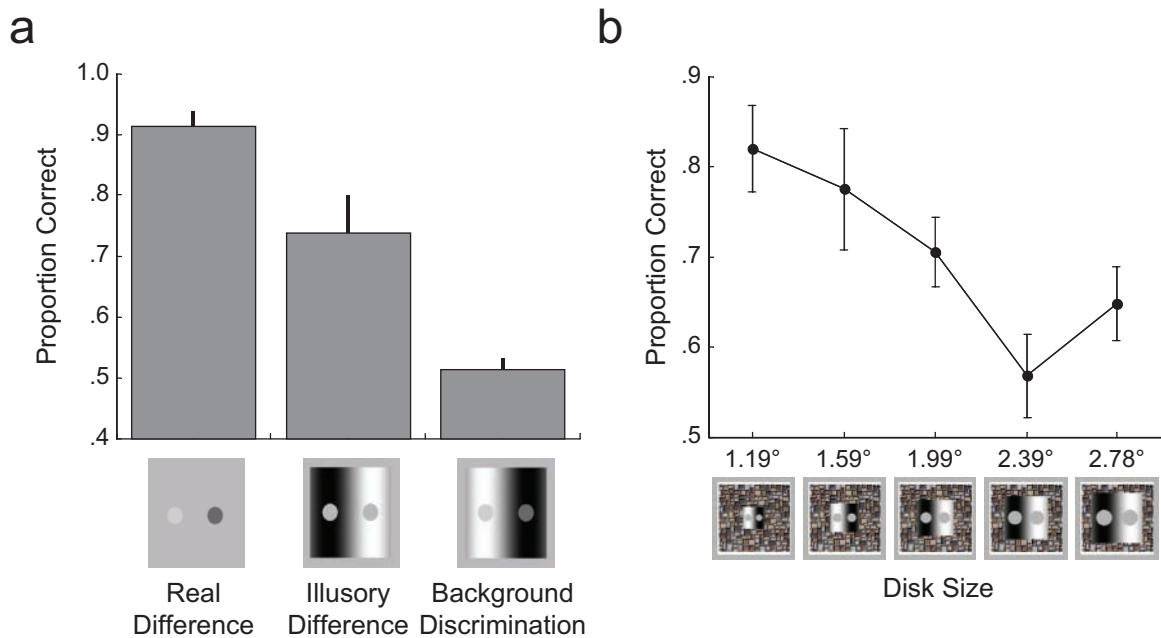 a
1.0
.9
.8
.7
.6
.5
.4
Proportion Correct
Real
Difference
Illusory
Difference
Background
Discrimination
b
.9
.8
.7
.6
.5
Proportion Correct
1.19° 1.59° 1.99° 2.39° 2.78°
Disk Size